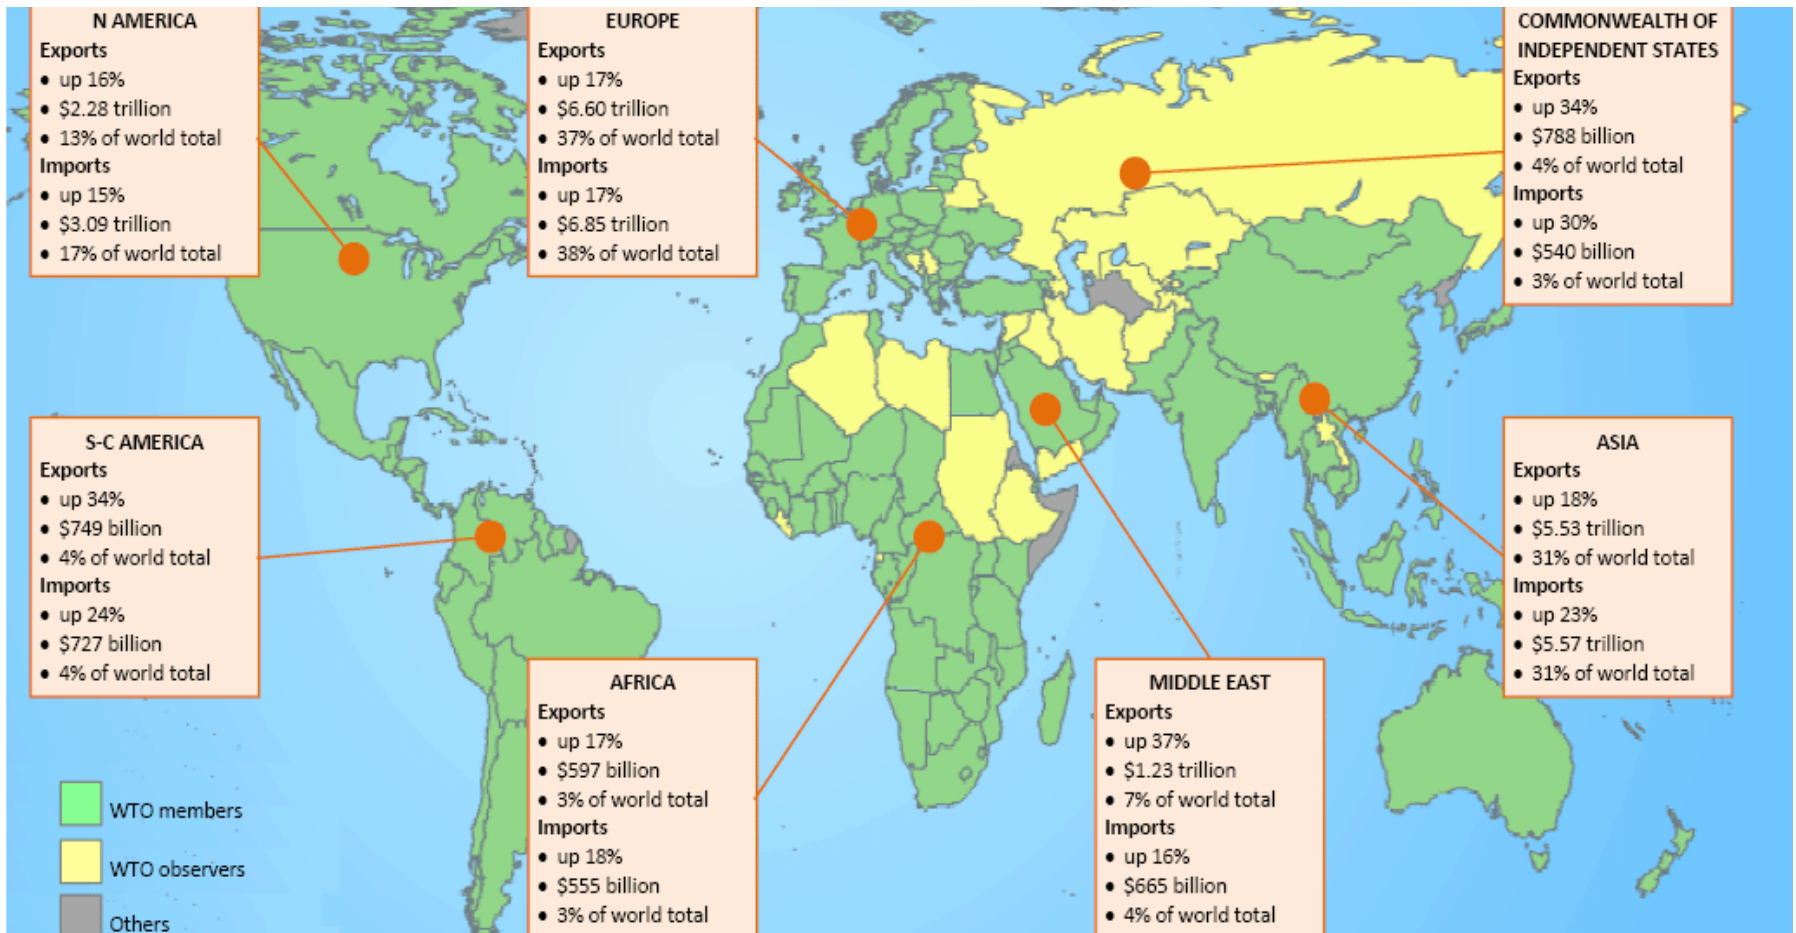 N AMERICA
Exports
• up 16%
• $2.28 trillion
• 13% of world total
Imports
• up 15%
• $3.09 trillion
• 17% of world total
EUROPE
Exports
• up 17%
• $6.60 trillion
• 37% of world total
Imports
• up 17%
• $6.85 trillion
• 38% of world total
COMMONWEALTH OF
INDEPENDENT STATES
Exports
• up 34%
• $788 billion
• 4% of world total
Imports
• up 30%
• $540 billion
• 3% of world total
S-C AMERICA
Exports
• up 34%
• $749 billion
• 4% of world total
Imports
• up 24%
• $727 billion
• 4% of world total
ASIA
Exports
• up 18%
• $5.53 trillion
• 31% of world total
Imports
• up 23%
• $5.57 trillion
• 31% of world total
AFRICA
Exports
• up 17%
• $597 billion
• 3% of world total
Imports
• up 18%
• $555 billion
• 3% of world total
MIDDLE EAST
Exports
• up 37%
• $1.23 trillion
• 7% of world total
Imports
• up 16%
• $665 billion
• 4% of world total
WTO members
WTO observers
Others